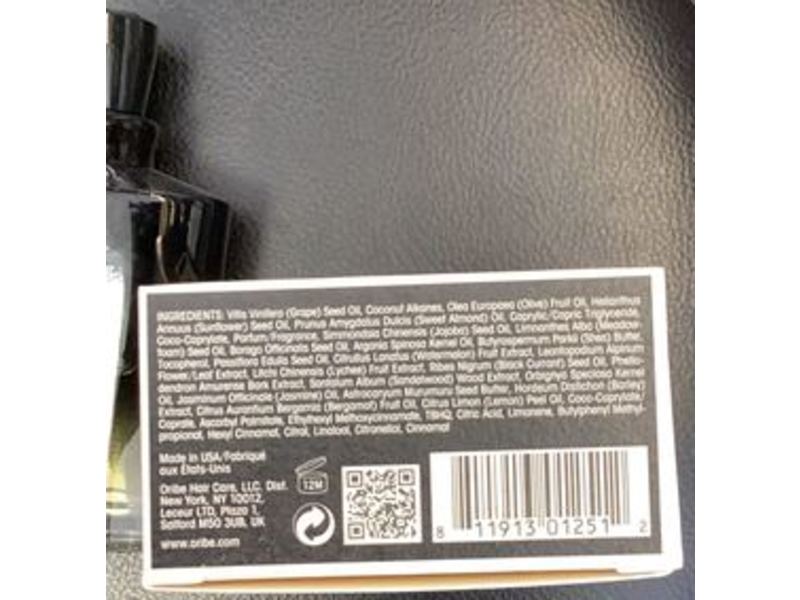 INGREDIENTS: Vitis Vinifera (Grape) Seed Oil, Coconut Alkanes, Olea Europaea (Olive) Fruit Oil, Helianthus
Annuus (Sunflower) Seed Oil, Prunus Amygdalus Dulcis (Sweet Almond) Oil, Caprylic/Capric Triglyceride,
Coco-Caprylate, Parfum/Fragrance, Simmondsia Chinensis (Jojoba) Seed Oil, Limnanthes Alba (Meadow-
foam) Seed Oil, Borago Officinalis Seed Oil, Argania Spinosa Kernel Oil, Butyrospermum Parkii (Shea) Butter,
Tocopherol, Passiflora Edulis Seed Oil, Citrullus Lanatus (Watermelon) Fruit Extract, Leontopodium Alpinum
Flower/Leaf Extract, Litchi Chinensis (Lychee) Fruit Extract, Ribes Nigrum (Black Currant) Seed Oil, Phello-
dendron Amurense Bark Extract, Santalum Album (Sandalwood) Wood Extract, Orbignya Speciosa Kernel
Oil, Jasminum Officinale (Jasmine) Oil, Astrocaryum Murumuru Seed Butter, Hordeum Distichon (Barley)
Extract, Citrus Aurantium Bergamia (Bergamot) Fruit Oil, Citrus Limon (Lemon) Peel Oil, Coco-Caprylate/
Caprate, Ascorbyl Palmitate, Ethylhexyl Methoxycinnamate, TBHQ, Citric Acid, Limonene, Butylphenyl Methyl-
propional, Hexyl Cinnamal, Citral, Linalool, Citronellol, Cinnamal
Made in USA/Fabriqué
aux États-Unis
Oribe Hair Care, LLC. Dist.
New York, NY 10012,
Leceur LTD, Plaza 1,
Salford M50 3UB, UK
www.oribe.com
12M
8 11913 01251 2